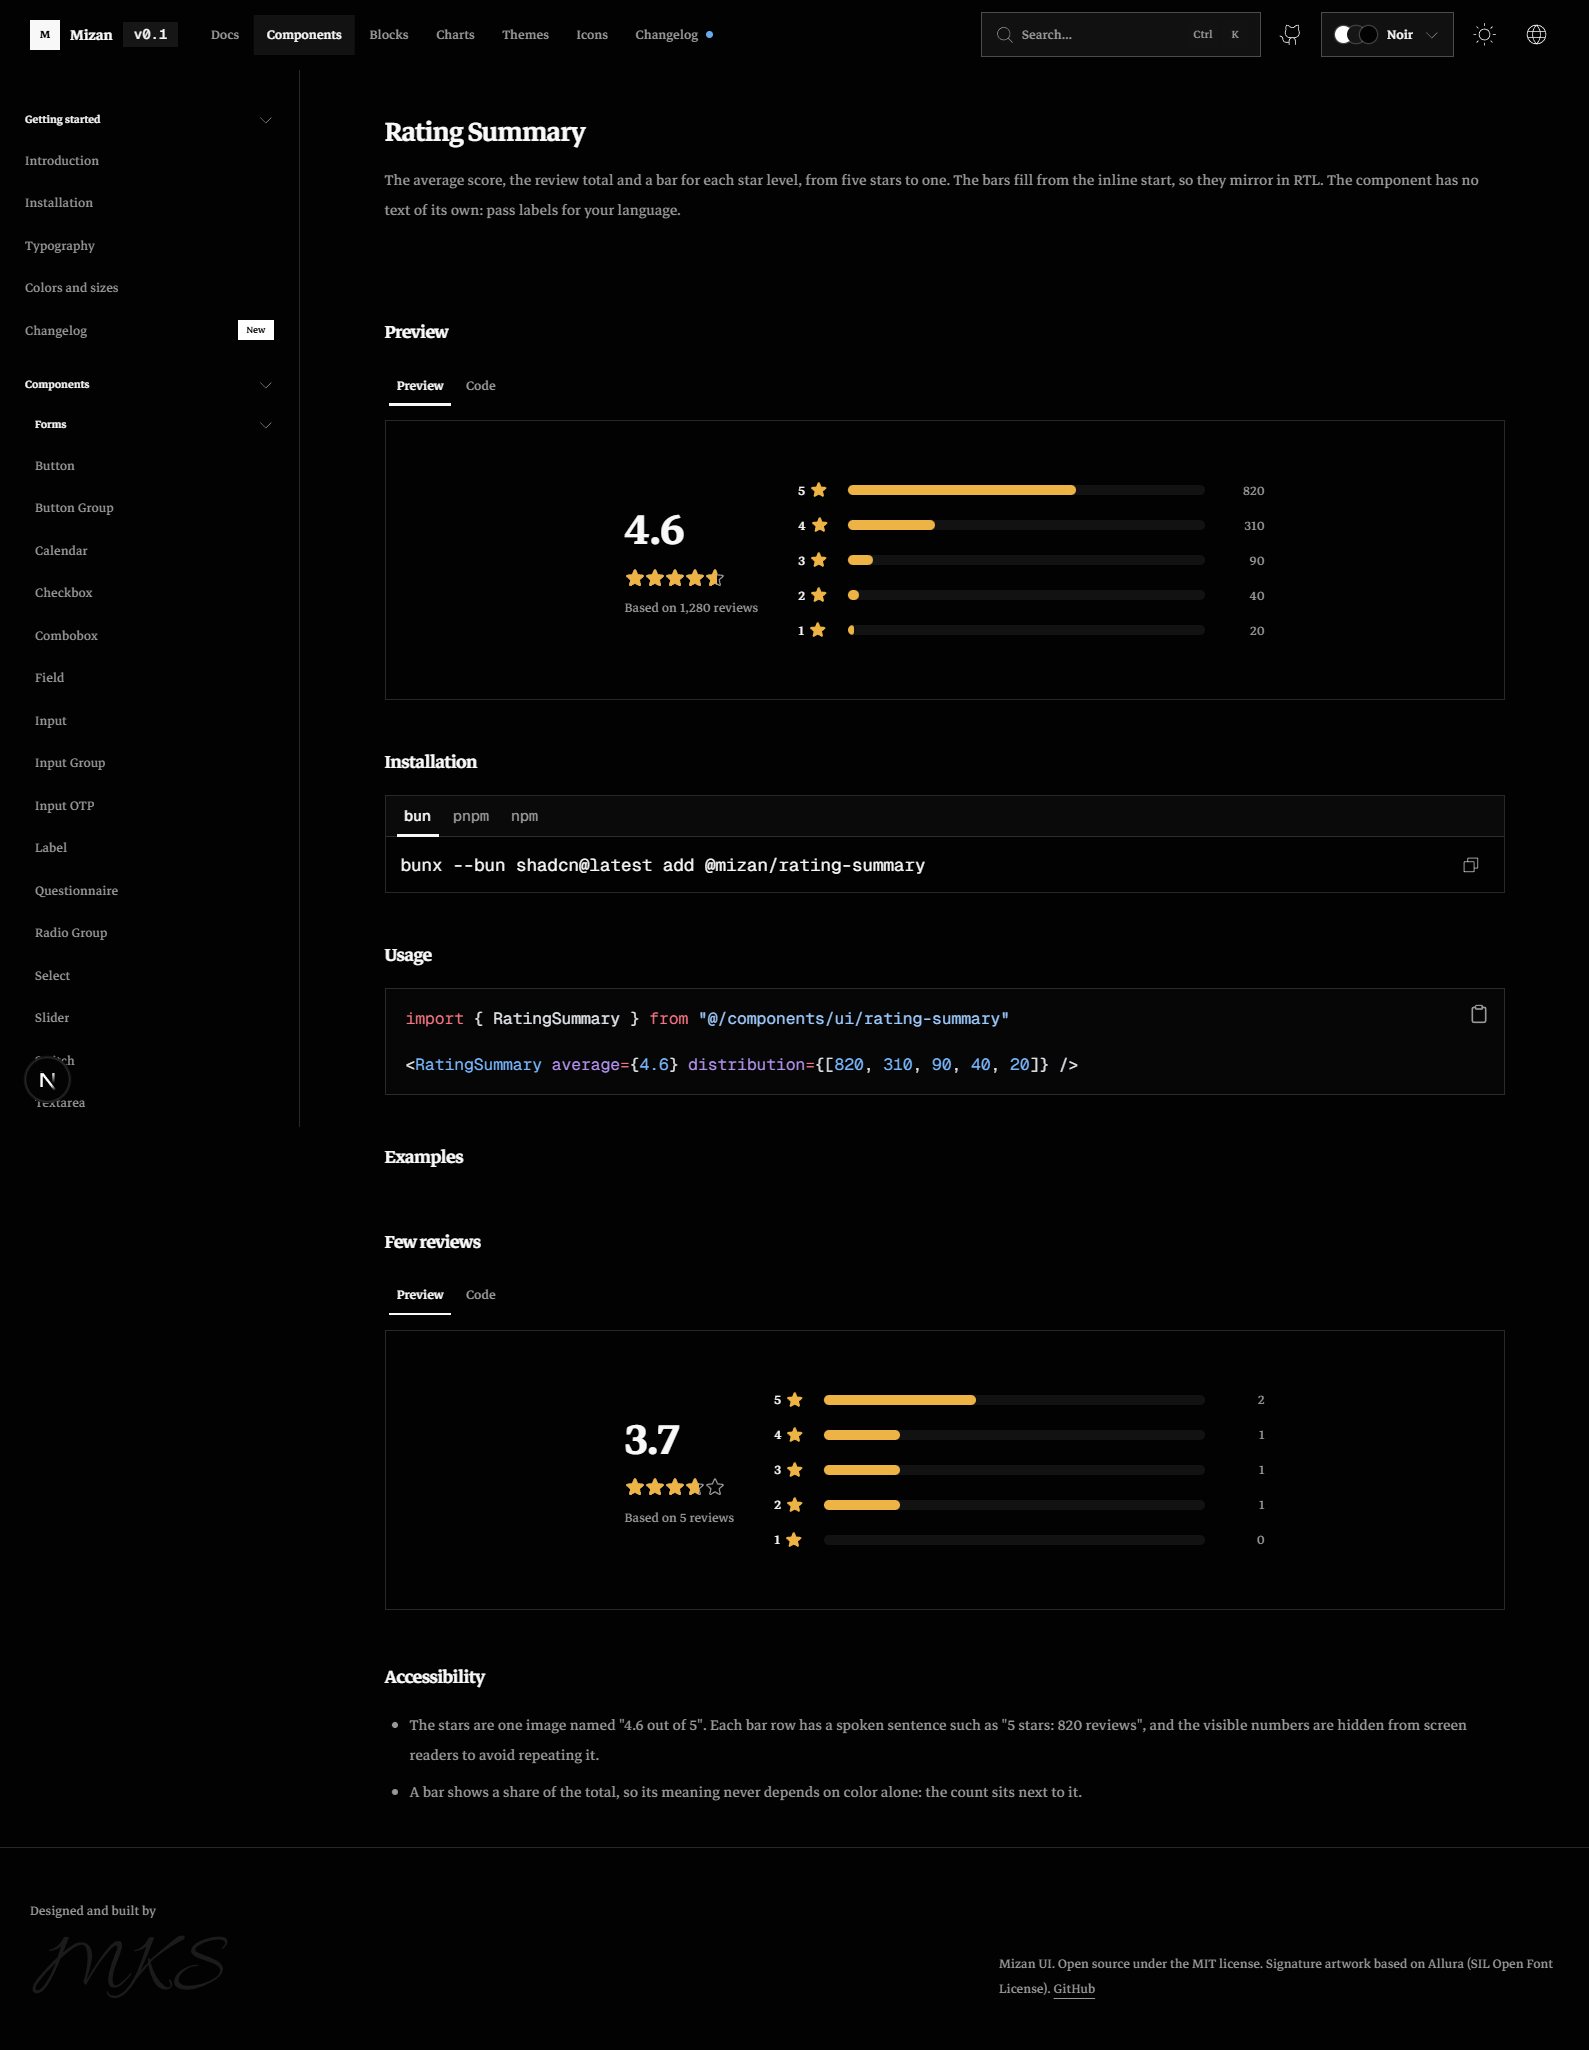 M Mizan v0.1 Docs Components Blocks Charts Themes Icons Changelog Search... Ctrl K Noir
Getting started
Introduction
Installation
Typography
Colors and sizes
Changelog New
Components
Forms
Button
Button Group
Calendar
Checkbox
Combobox
Field
Input
Input Group
Input OTP
Label
Questionnaire
Radio Group
Select
Slider
N
Textarea
Rating Summary
The average score, the review total and a bar for each star level, from five stars to one. The bars fill from the inline start, so they mirror in RTL. The component has no
text of its own: pass labels for your language.
Preview
Preview Code
4.6
Based on 1,280 reviews
5 820
4 310
3 90
2 40
1 20
Installation
bun pnpm npm
bunx --bun shadcn@latest add @mizan/rating-summary
Usage
import { RatingSummary } from "@/components/ui/rating-summary"
<RatingSummary average={4.6} distribution={[820, 310, 90, 40, 20]} />
Examples
Few reviews
Preview Code
3.7
Based on 5 reviews
5 2
4 1
3 1
2 1
1 0
Accessibility
The stars are one image named "4.6 out of 5". Each bar row has a spoken sentence such as "5 stars: 820 reviews", and the visible numbers are hidden from screen
readers to avoid repeating it.
A bar shows a share of the total, so its meaning never depends on color alone: the count sits next to it.
Designed and built by
MKS
Mizan UI. Open source under the MIT license. Signature artwork based on Allura (SIL Open Font
License). GitHub